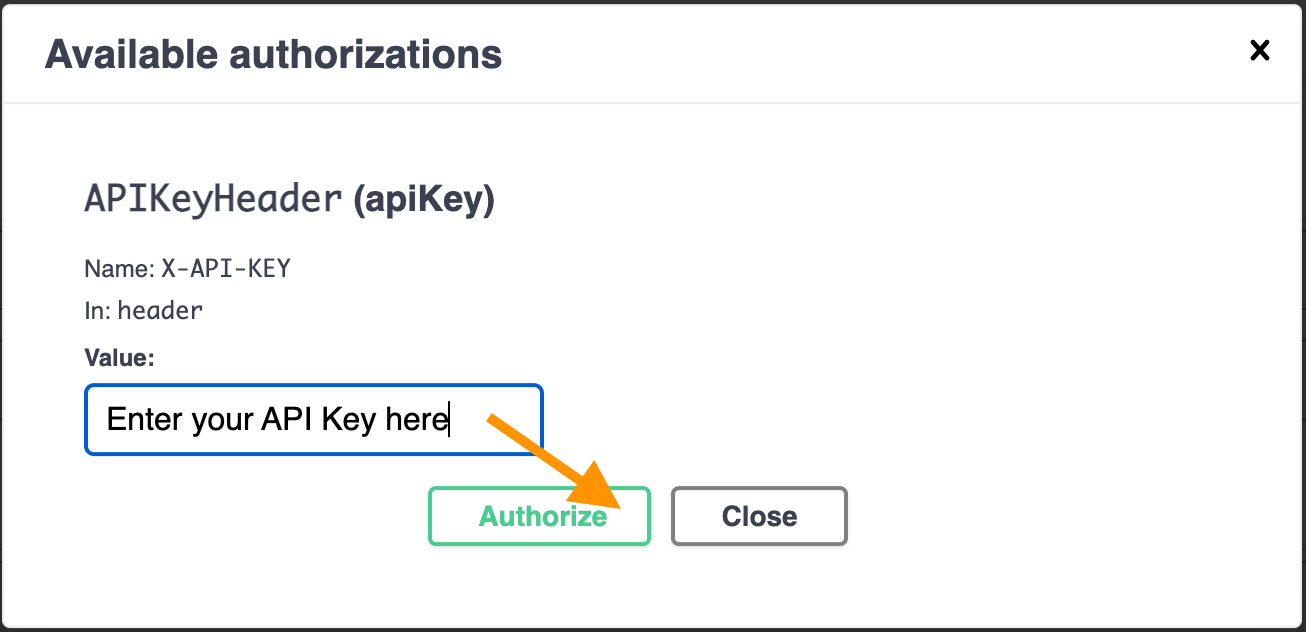 Available authorizations
APIKeyHeader (apiKey)
Name: X-API-KEY
In: header
Value:
Enter your API Key here
Authorize
Close